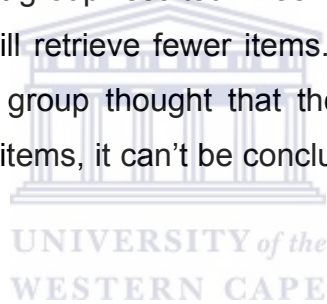 ill retrieve fewer items.
group thought that the
items, it can't be conclu
UNIVERSITY of the
WESTERN CAPE